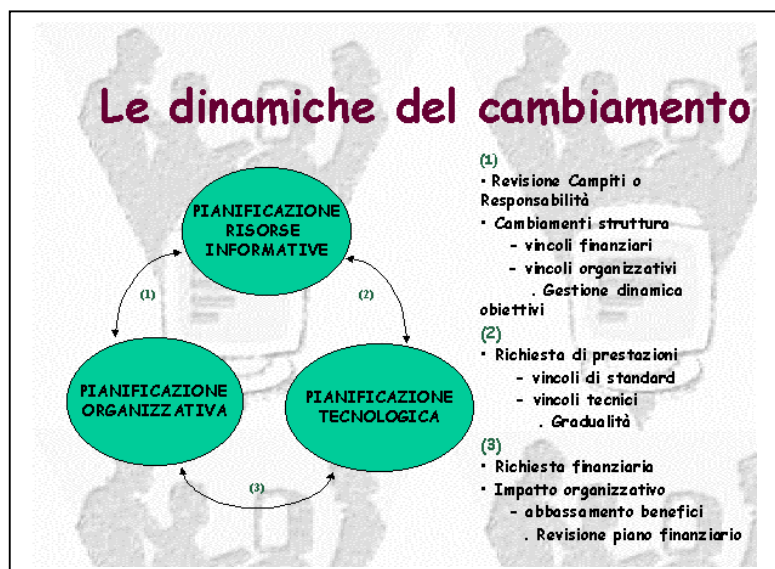 Le dinamiche del cambiamento
PIANIFICAZIONE
RISORSE
INFORMATIVE
(1)
(2)
PIANIFICAZIONE
ORGANIZZATIVA
PIANIFICAZIONE
TECNOLOGICA
(3)
(1)
• Revisione Campiti o
Responsabilità
• Cambiamenti struttura
- vincoli finanziari
- vincoli organizzativi
. Gestione dinamica
obiettivi
(2)
• Richiesta di prestazioni
- vincoli di standard
- vincoli tecnici
. Gradualità
(3)
• Richiesta finanziaria
• Impatto organizzativo
- abbassamento benefici
. Revisione piano finanziario